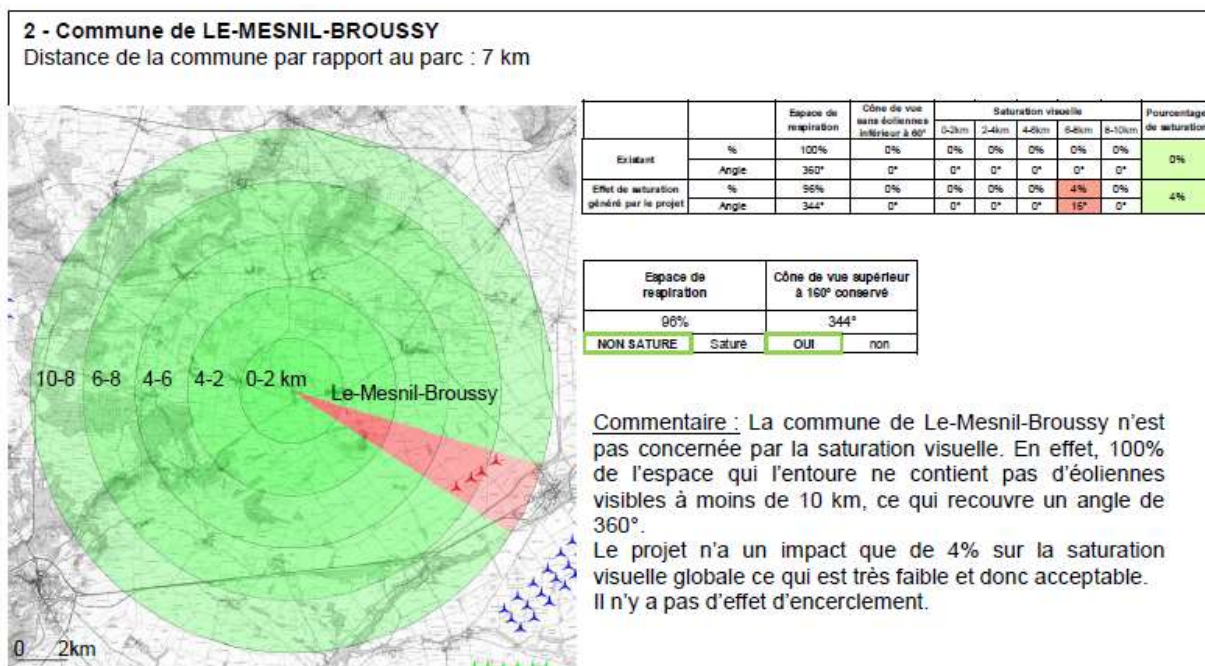 2 - Commune de LE-MESNIL-BROUSSY
Distance de la commune par rapport au parc : 7 km
Espace de respiration Cône de vue sans éoliennes inférieur à 60° Saturation visuelle Pourcentage de saturation
0-2km 2-4km 4-6km 6-8km 8-10km
Existant % 100% 0% 0% 0% 0% 0% 0% 0%
Angle 360° 0° 0° 0° 0° 0° 0°
Effet de saturation généré par le projet % 96% 0% 0% 0% 0% 4% 0% 4%
Angle 344° 0° 0° 0° 0° 16° 0°
Espace de respiration Cône de vue supérieur à 160° conservé
96% 344°
NON SATURE Saturé OUI non
10-8 6-8 4-6 4-2 0-2 km
Le-Mesnil-Broussy
0 2km
Commentaire : La commune de Le-Mesnil-Broussy n'est
pas concernée par la saturation visuelle. En effet, 100%
de l'espace qui l'entoure ne contient pas d'éoliennes
visibles à moins de 10 km, ce qui recouvre un angle de
360°.
Le projet n'a un impact que de 4% sur la saturation
visuelle globale ce qui est très faible et donc acceptable.
Il n'y a pas d'effet d'encerclement.